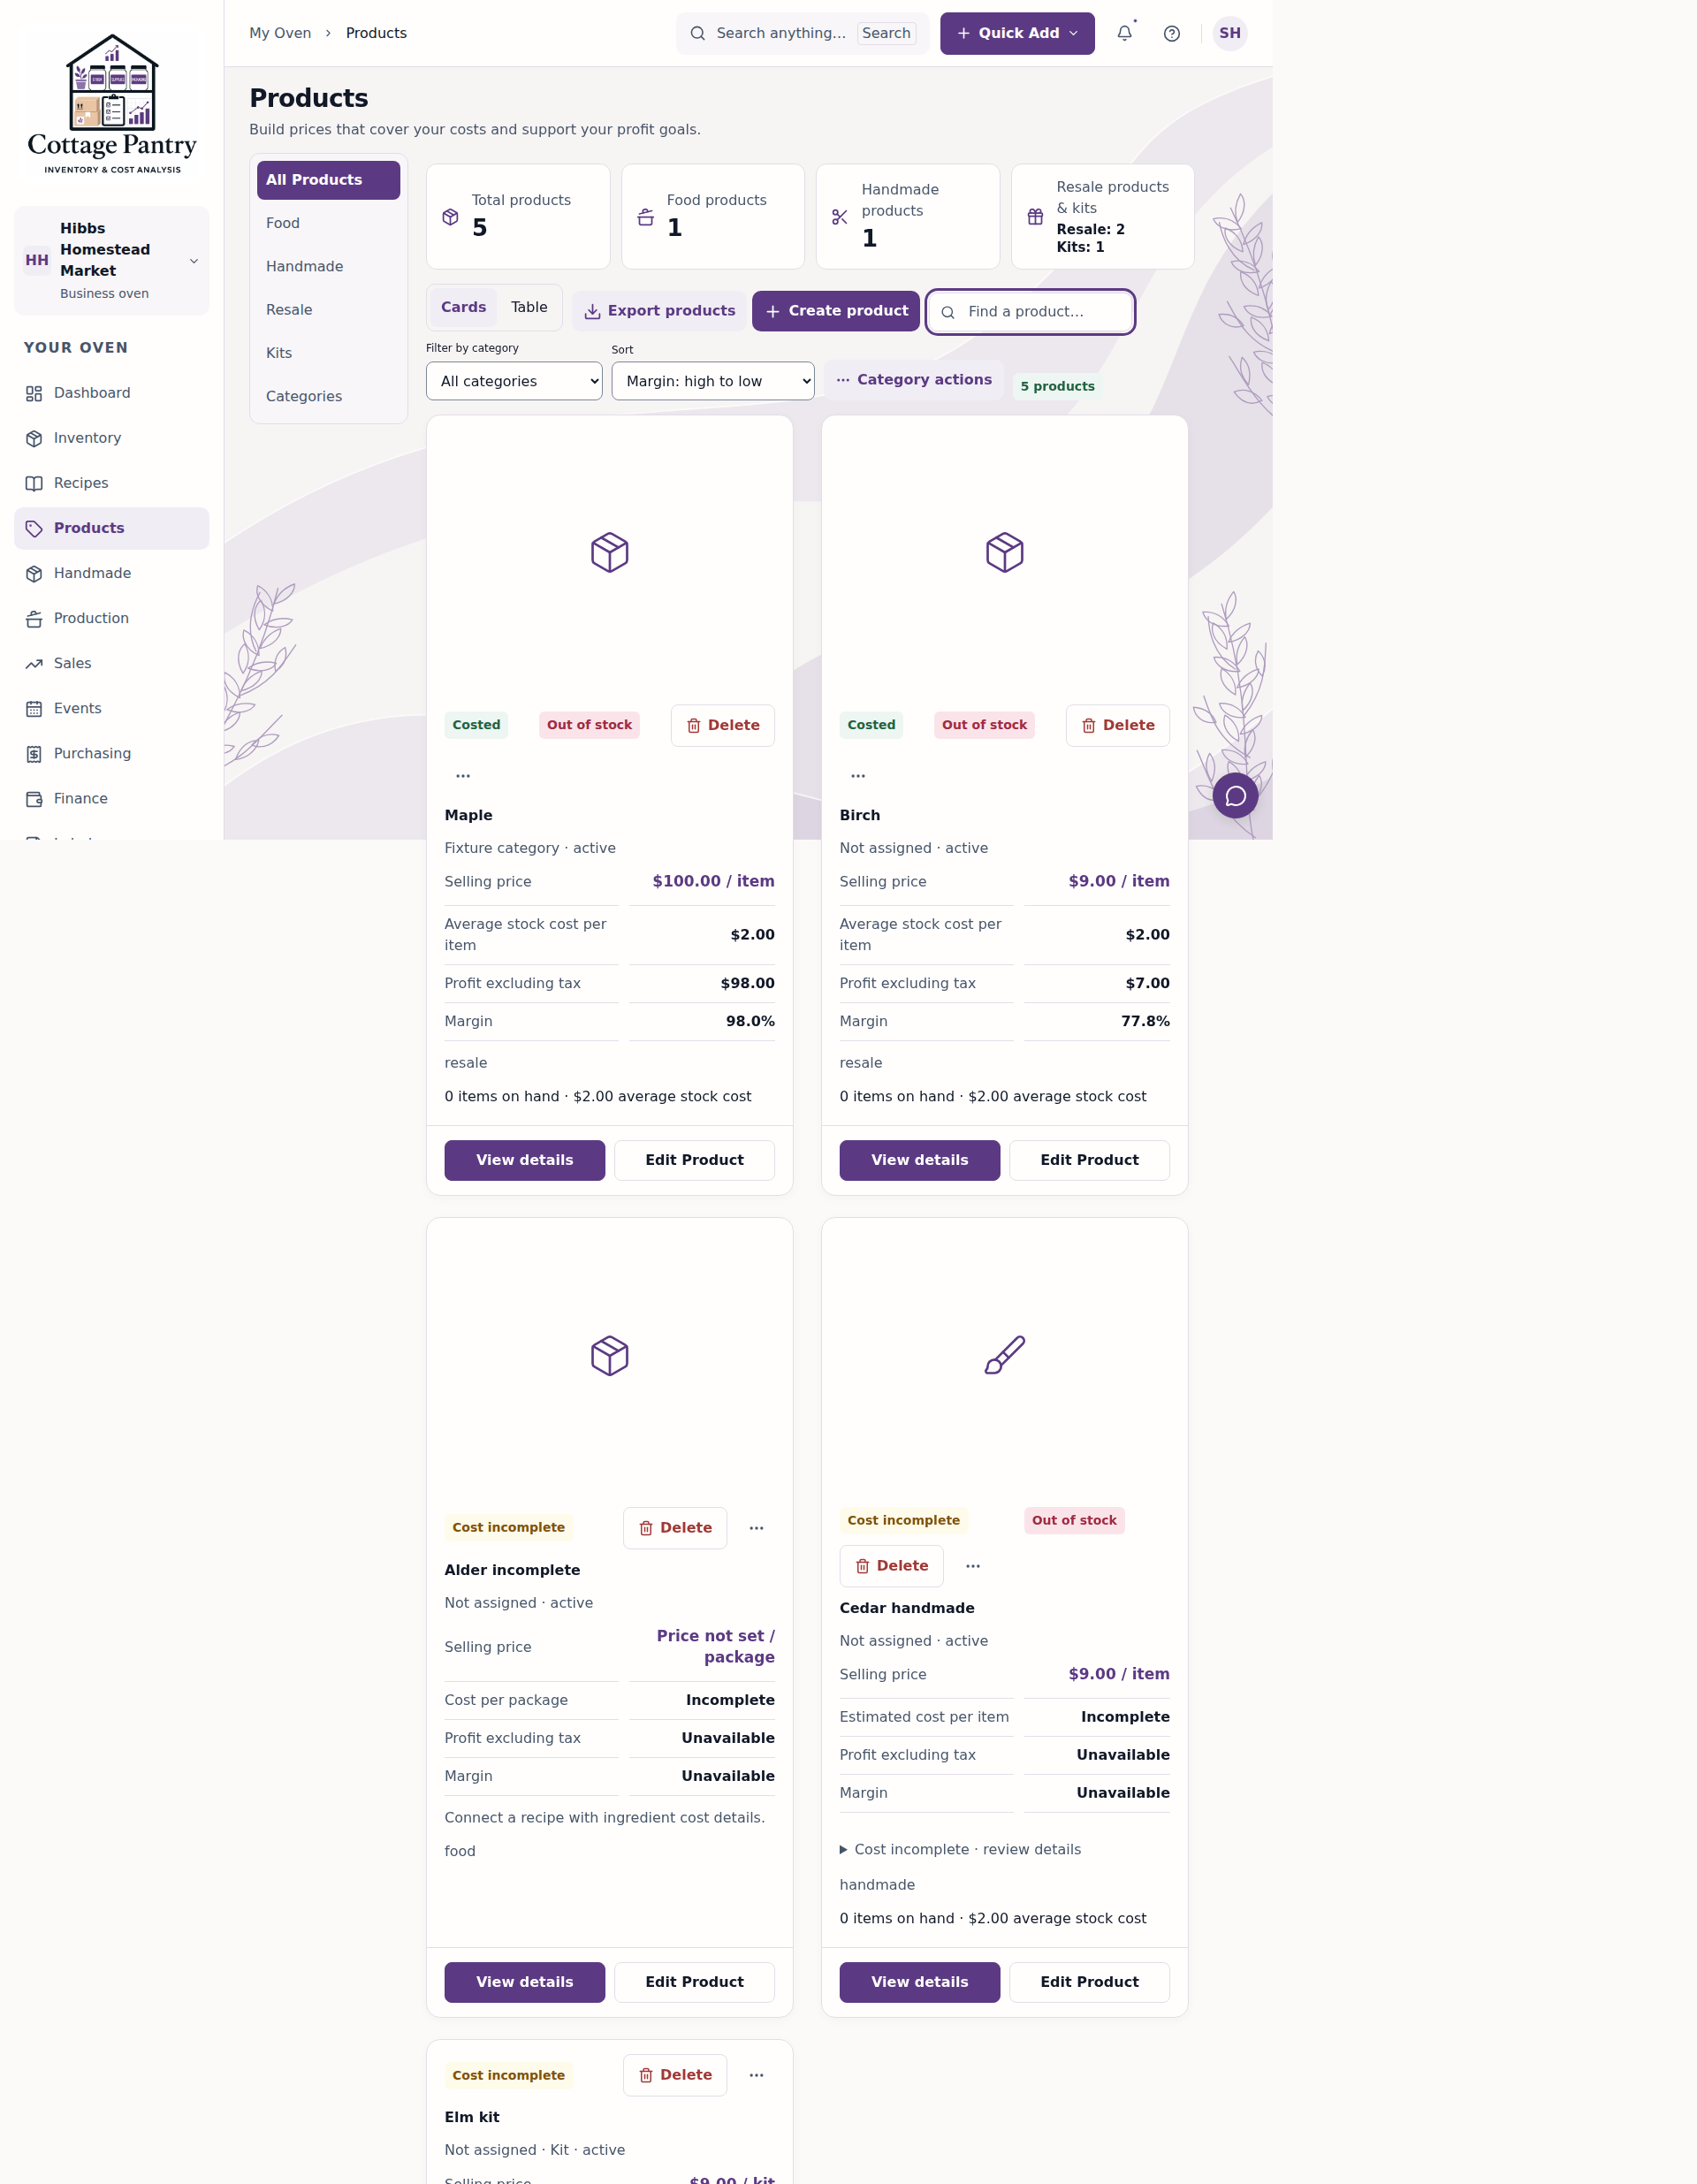 Cottage Pantry
INVENTORY & COST ANALYSIS
HH
Hibbs
Homestead
Market
Business oven
YOUR OVEN
Dashboard
Inventory
Recipes
Products
Handmade
Production
Sales
Events
Purchasing
Finance
My Oven
Products
Search anything...
Search
Quick Add
SH
Products
Build prices that cover your costs and support your profit goals.
All Products
Food
Handmade
Resale
Kits
Categories
Total products
5
Food products
1
Handmade
products
1
Resale products
& kits
Resale: 2
Kits: 1
Cards
Table
Export products
Create product
Find a product...
Filter by category
All categories
Sort
Margin: high to low
Category actions
5 products
Costed
Out of stock
Delete
Maple
Fixture category · active
Selling price
$100.00 / item
Average stock cost per
item
$2.00
Profit excluding tax
$98.00
Margin
98.0%
resale
0 items on hand · $2.00 average stock cost
View details
Edit Product
Costed
Out of stock
Delete
Birch
Not assigned · active
Selling price
$9.00 / item
Average stock cost per
item
$2.00
Profit excluding tax
$7.00
Margin
77.8%
resale
0 items on hand · $2.00 average stock cost
View details
Edit Product
Cost incomplete
Delete
Alder incomplete
Not assigned · active
Selling price
Price not set /
package
Cost per package
Incomplete
Profit excluding tax
Unavailable
Margin
Unavailable
Connect a recipe with ingredient cost details.
food
View details
Edit Product
Cost incomplete
Out of stock
Delete
Cedar handmade
Not assigned · active
Selling price
$9.00 / item
Estimated cost per item
Incomplete
Profit excluding tax
Unavailable
Margin
Unavailable
Cost incomplete · review details
handmade
0 items on hand · $2.00 average stock cost
View details
Edit Product
Cost incomplete
Delete
Elm kit
Not assigned · Kit · active
Selling price
$9.00 / kit